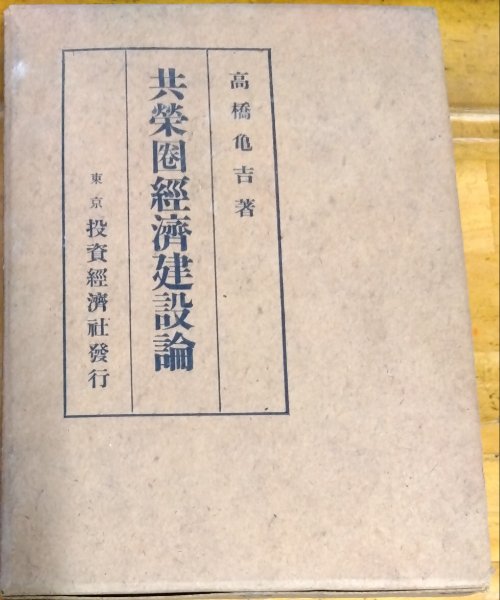 高橋亀吉著
共榮圈經濟建設論
東京 投資經濟社發行